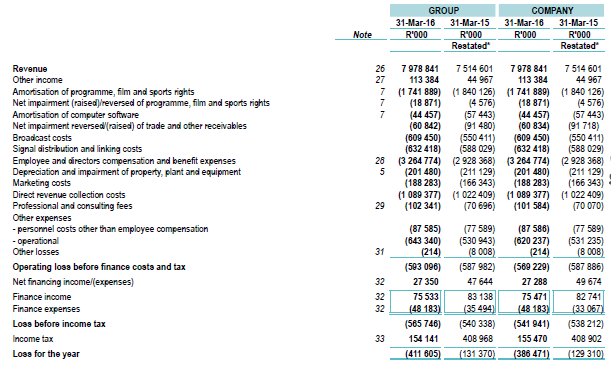 GROUP COMPANY
31-Mar-16 31-Mar-15 31-Mar-16 31-Mar-15
Note R'000 R'000 R'000 R'000
Restated* Restated*
Revenue 26 7 978 841 7 514 601 7 978 841 7 514 601
Other income 27 113 384 44 967 113 384 44 967
Amortisation of programme, film and sports rights 7 (1 741 889) (1 840 126) (1 741 889) (1 840 126)
Net impairment (raised)/reversed of programme, film and sports rights 7 (18 871) (4 576) (18 871) (4 576)
Amortisation of computer software 7 (44 457) (57 443) (44 457) (57 443)
Net impairment reversed/(raised) of trade and other receivables (60 842) (91 480) (60 834) (91 718)
Broadcast costs (609 450) (550 411) (609 450) (550 411)
Signal distribution and linking costs (632 418) (588 029) (632 418) (588 029)
Employee and directors compensation and benefit expenses 28 (3 264 774) (2 928 368) (3 264 774) (2 928 368)
Depreciation and impairment of property, plant and equipment 5 (201 480) (211 129) (201 480) (211 129)
Marketing costs (188 283) (166 343) (188 283) (166 343)
Direct revenue collection costs (1 089 377) (1 022 409) (1 089 377) (1 022 409)
Professional and consulting fees 29 (102 341) (70 696) (101 584) (70 070)
Other expenses
- personnel costs other than employee compensation (87 585) (77 589) (87 586) (77 589)
- operational (643 340) (530 943) (620 237) (531 235)
Other losses 31 (214) (8 008) (214) (8 008)
Operating loss before finance costs and tax (593 096) (587 982) (569 229) (587 886)
Net financing income/(expenses) 32 27 350 47 644 27 288 49 674
Finance income 32 75 533 83 138 75 471 82 741
Finance expenses 32 (48 183) (35 494) (48 183) (33 067)
Loss before income tax (565 746) (540 338) (541 941) (538 212)
Income tax 33 154 141 408 968 155 470 408 902
Loss for the year (411 605) (131 370) (386 471) (129 310)